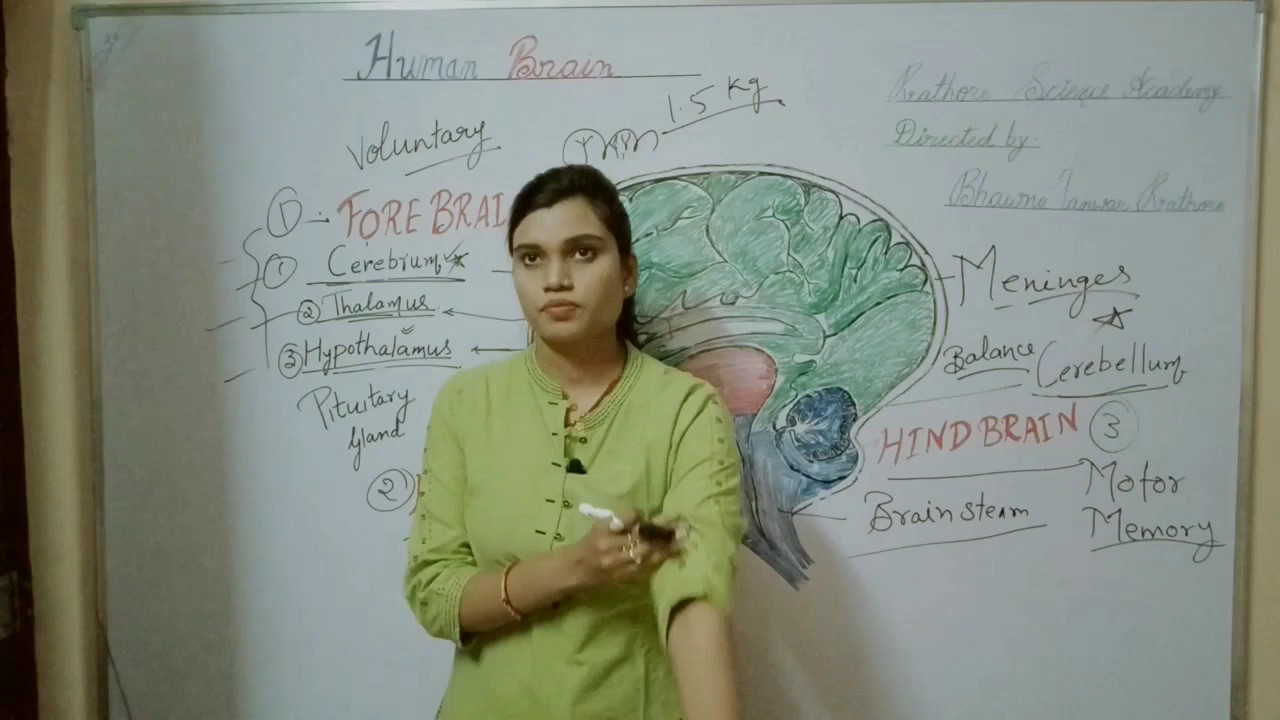 Human Brain
1.5 Kg
Rathore Science Academy
Directed by-
Bhawna Tanwar Rathore
Voluntary
① FORE BRAI
① Cerebrum
② Thalamus
③ Hypothalamus
Pituitary
Gland
②
Meninges
Balance Cerebellum
HIND BRAIN ③
Motor
Memory
Brain steam